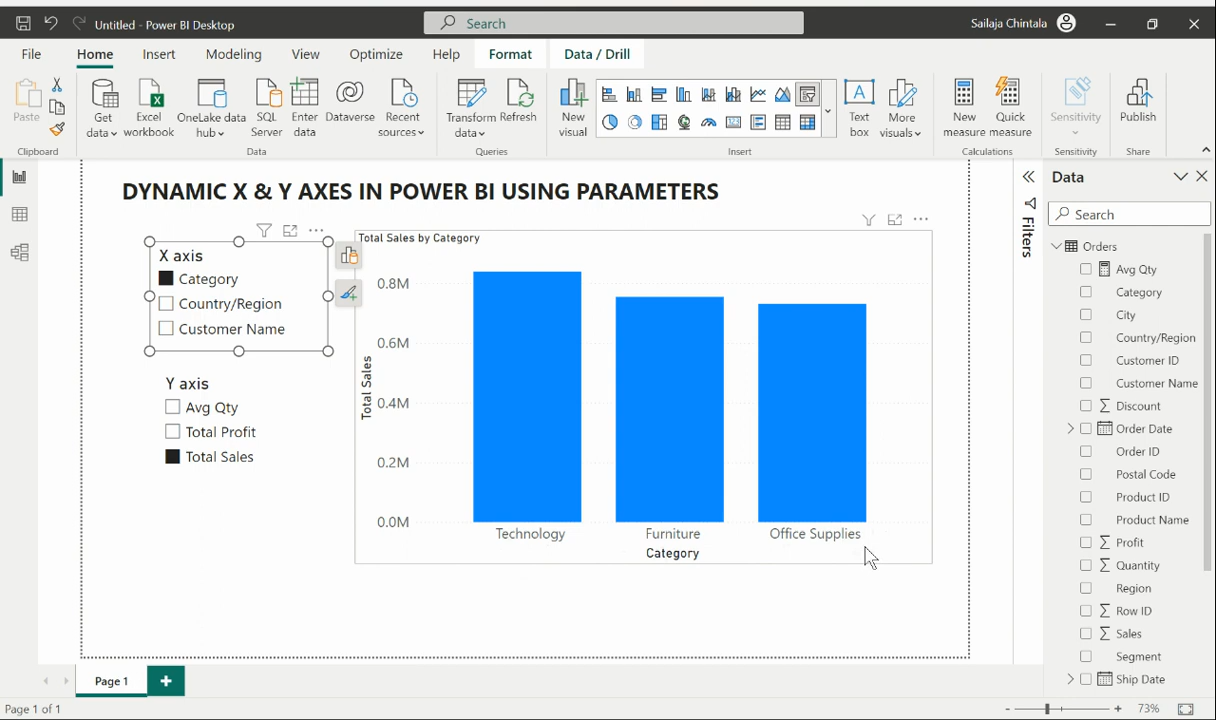 Untitled - Power BI Desktop
Search
Sailaja Chintala
File Home Insert Modeling View Optimize Help Format Data / Drill
Paste
Clipboard
Get data
Excel workbook
OneLake data hub
SQL Server
Enter data
Dataverse
Recent sources
Data
Transform data
Refresh
Queries
New visual
Text box
More visuals
Insert
New measure
Quick measure
Calculations
Sensitivity
Sensitivity
Publish
Share
DYNAMIC X & Y AXES IN POWER BI USING PARAMETERS
X axis
Category
Country/Region
Customer Name
Y axis
Avg Qty
Total Profit
Total Sales
Total Sales by Category
Total Sales
0.8M
0.6M
0.4M
0.2M
0.0M
Technology Furniture Office Supplies
Category
Filters
Data
Search
Orders
Avg Qty
Category
City
Country/Region
Customer ID
Customer Name
Discount
Order Date
Order ID
Postal Code
Product ID
Product Name
Profit
Quantity
Region
Row ID
Sales
Segment
Ship Date
Page 1
Page 1 of 1
- + 73%